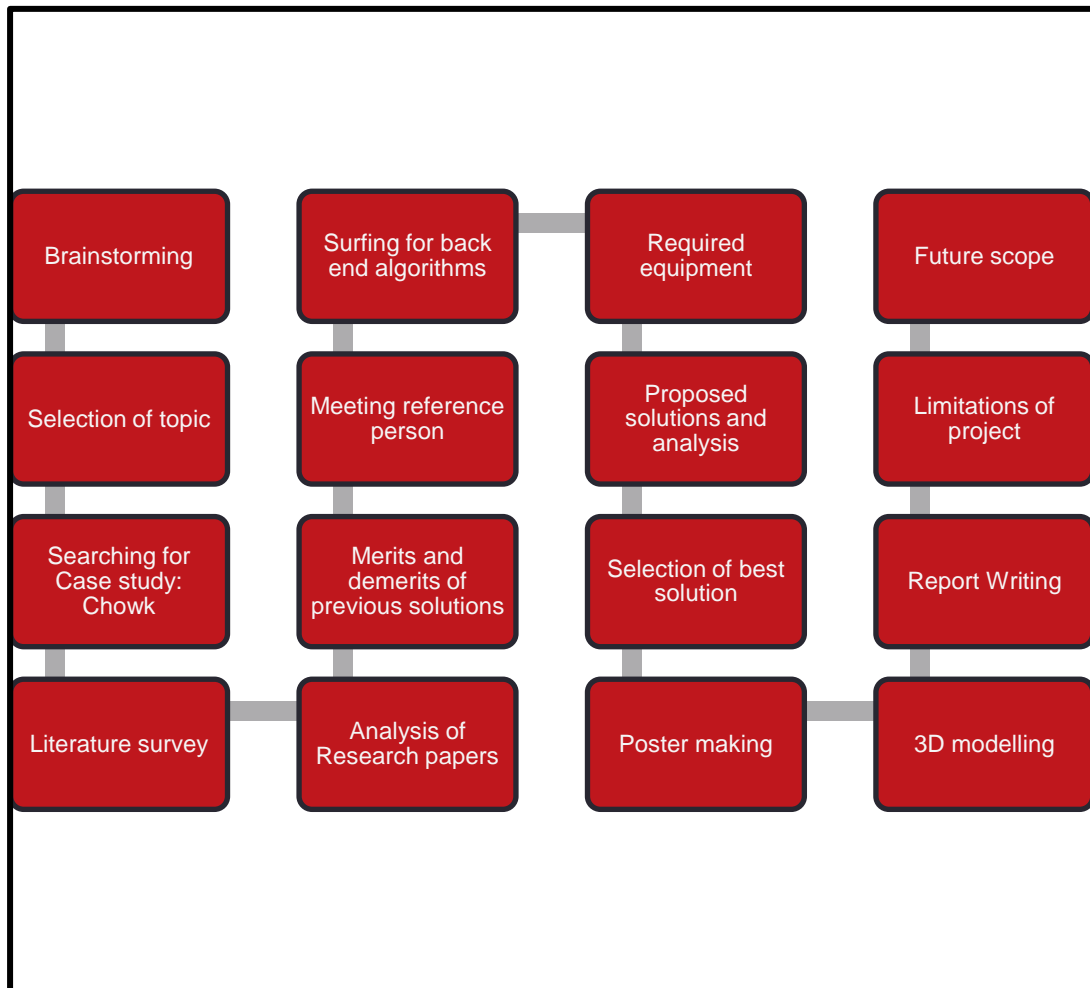 Brainstorming
Selection of topic
Searching for
Case study:
Chowk
Literature survey
Analysis of
Research papers
Merits and
demerits of
previous solutions
Meeting reference
person
Surfing for back
end algorithms
Required
equipment
Proposed
solutions and
analysis
Selection of best
solution
Poster making
3D modelling
Report Writing
Limitations of
project
Future scope